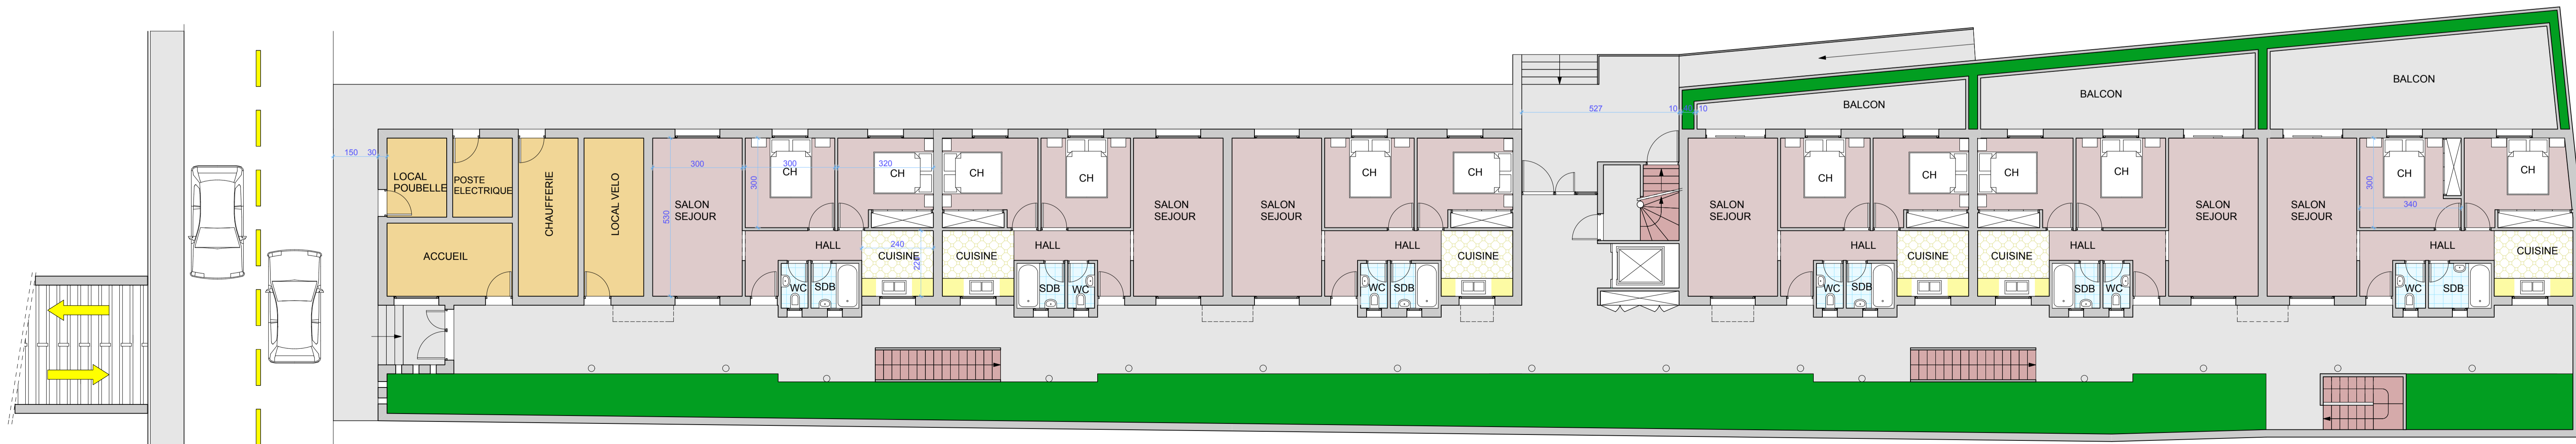 BALCON
BALCON
BALCON
527
10
10
150
30
LOCAL
POUBELLE
POSTE
ELECTRIQUE
CHAUFFERIE
LOCAL VELO
ACCUEIL
300
530
SALON
SEJOUR
300
300
CH
320
CH
HALL
240
CUISINE
WC
SDB
CH
CH
SALON
SEJOUR
CUISINE
HALL
SDB
WC
SALON
SEJOUR
CH
CH
HALL
CUISINE
WC
SDB
SALON
SEJOUR
CH
CH
HALL
CUISINE
WC
SDB
CH
CH
SALON
SEJOUR
CUISINE
HALL
SDB
WC
SALON
SEJOUR
300
CH
340
CH
HALL
CUISINE
WC
SDB